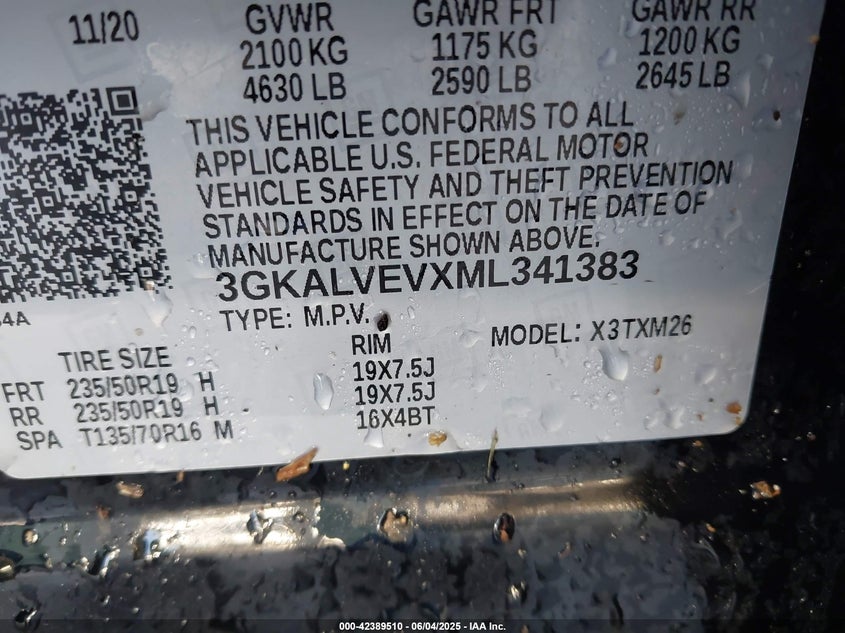 11/20 GVWR GAWR FRT GAWR RR
2100 KG 1175 KG 1200 KG
4630 LB 2590 LB 2645 LB
THIS VEHICLE CONFORMS TO ALL
APPLICABLE U.S. FEDERAL MOTOR
VEHICLE SAFETY AND THEFT PREVENTION
STANDARDS IN EFFECT ON THE DATE OF
MANUFACTURE SHOWN ABOVE.
3GKALVEVXML341383
4A
TYPE: M.P.V. MODEL: X3TXM26
TIRE SIZE RIM
FRT 235/50R19 H 19X7.5J
RR 235/50R19 H 19X7.5J
SPA T135/70R16 M 16X4BT
000-42389510 - 06/04/2025 - IAA Inc.